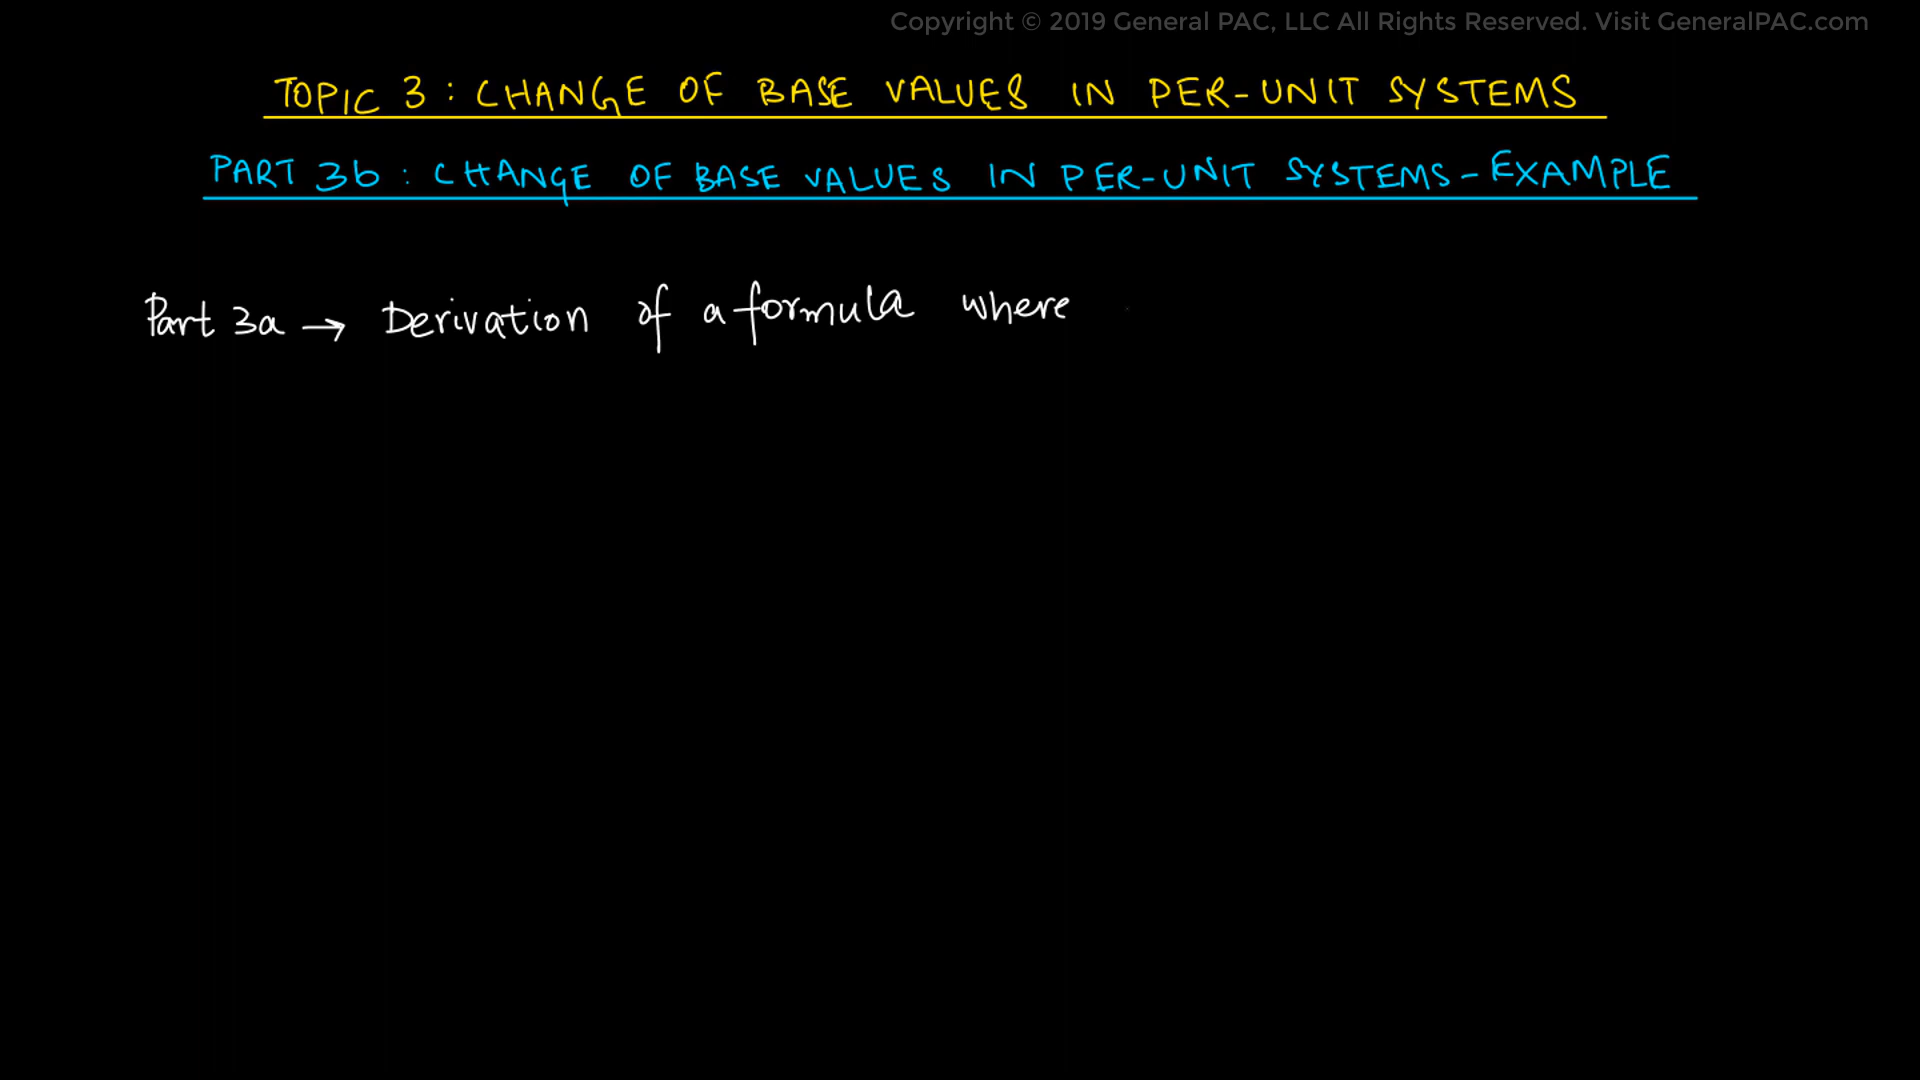 Copyright © 2019 General PAC, LLC All Rights Reserved. Visit GeneralPAC.com
TOPIC 3 : CHANGE OF BASE VALUES IN PER-UNIT SYSTEMS
PART 3b : CHANGE OF BASE VALUES IN PER-UNIT SYSTEMS - EXAMPLE
Part 3a → Derivation of a formula where